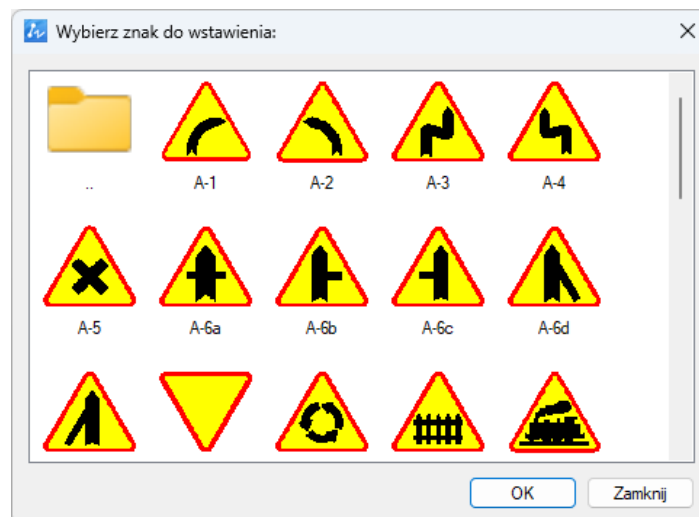 Wybierz znak do wstawienia:
..
A-1
A-2
A-3
A-4
A-5
A-6a
A-6b
A-6c
A-6d
OK
Zamknij